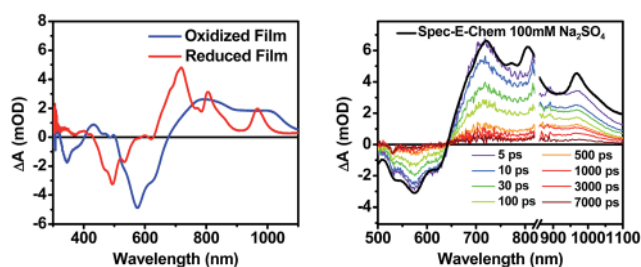 Oxidized Film
Reduced Film
ΔA (mOD)
6
4
2
0
-2
-4
-6
400 600 800 1000
Wavelength (nm)
Spec-E-Chem 100mM Na₂SO₄
ΔA (mOD)
6
4
2
0
-2
-4
5 ps 500 ps
10 ps 1000 ps
30 ps 3000 ps
100 ps 7000 ps
500 600 700 800 900 1000 1100
Wavelength (nm)